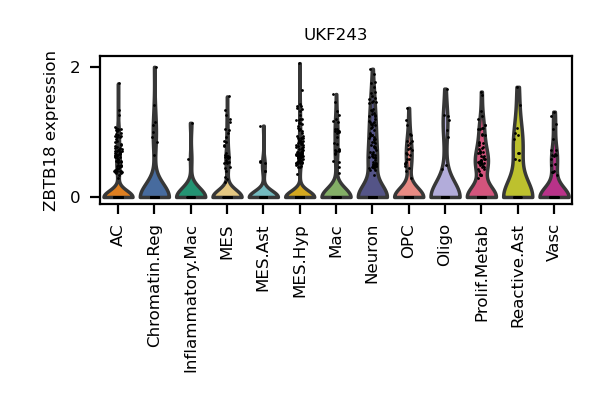 UKF243
ZBTB18 expression
2
0
AC
Chromatin.Reg
Inflammatory.Mac
MES
MES.Ast
MES.Hyp
Mac
Neuron
OPC
Oligo
Prolif.Metab
Reactive.Ast
Vasc